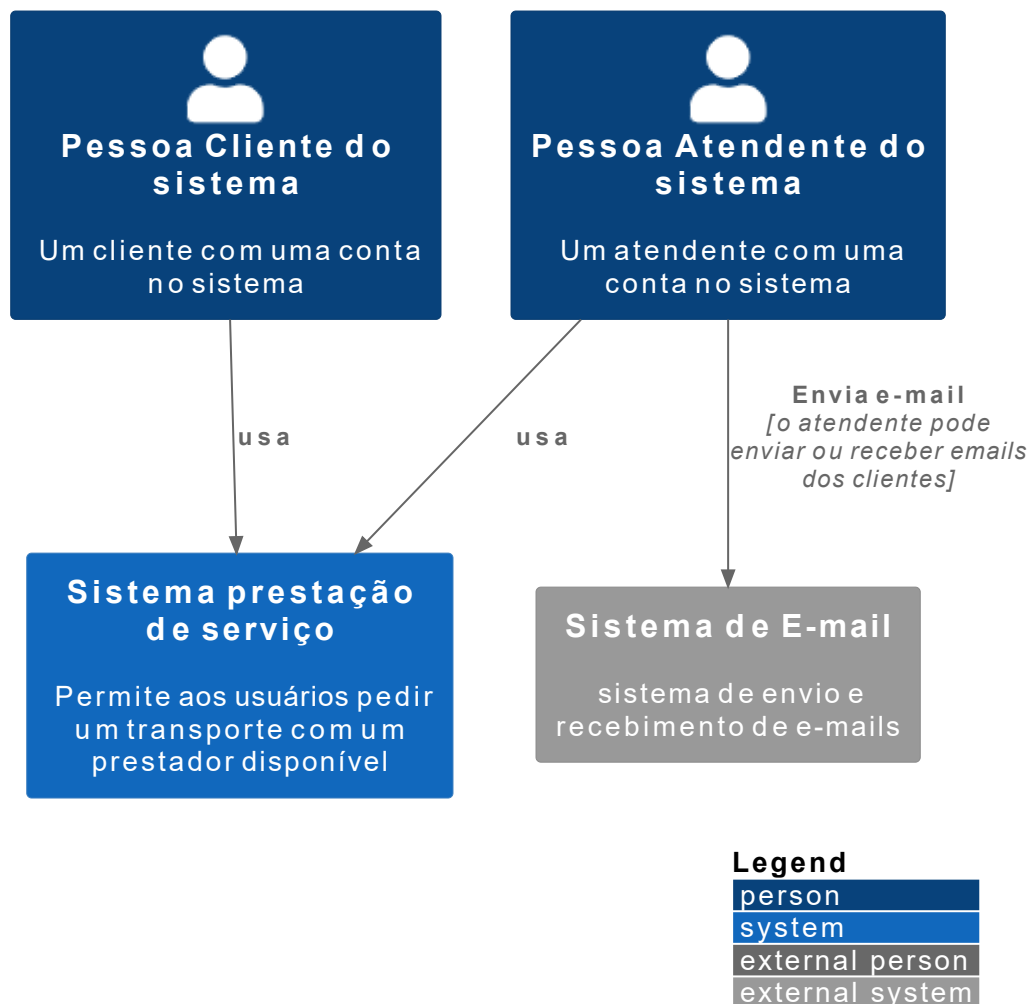 Pessoa Cliente do
sistema
Um cliente com uma conta
no sistema
Pessoa Atendente do
sistema
Um atendente com uma
conta no sistema
usa
usa
Envia e-mail
[o atendente pode
enviar ou receber emails
dos clientes]
Sistema prestação
de serviço
Permite aos usuários pedir
um transporte com um
prestador disponível
Sistema de E-mail
sistema de envio e
recebimento de e-mails
Legend
person
system
external person
external system